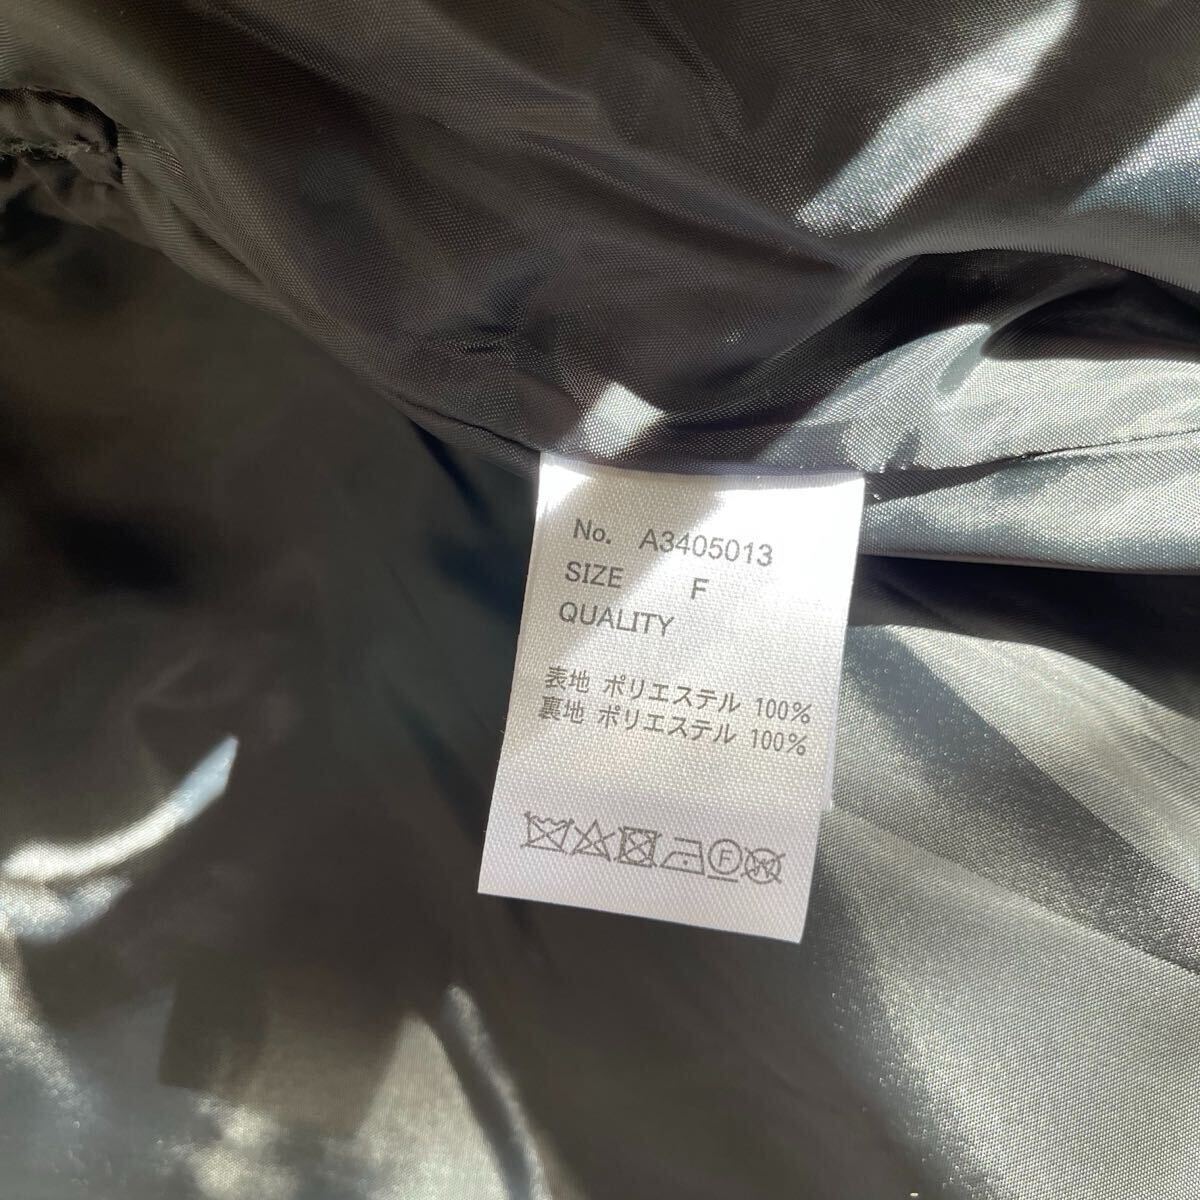 No. A3405013
SIZE F
QUALITY
表地 ポリエステル 100%
裏地 ポリエステル 100%
F W